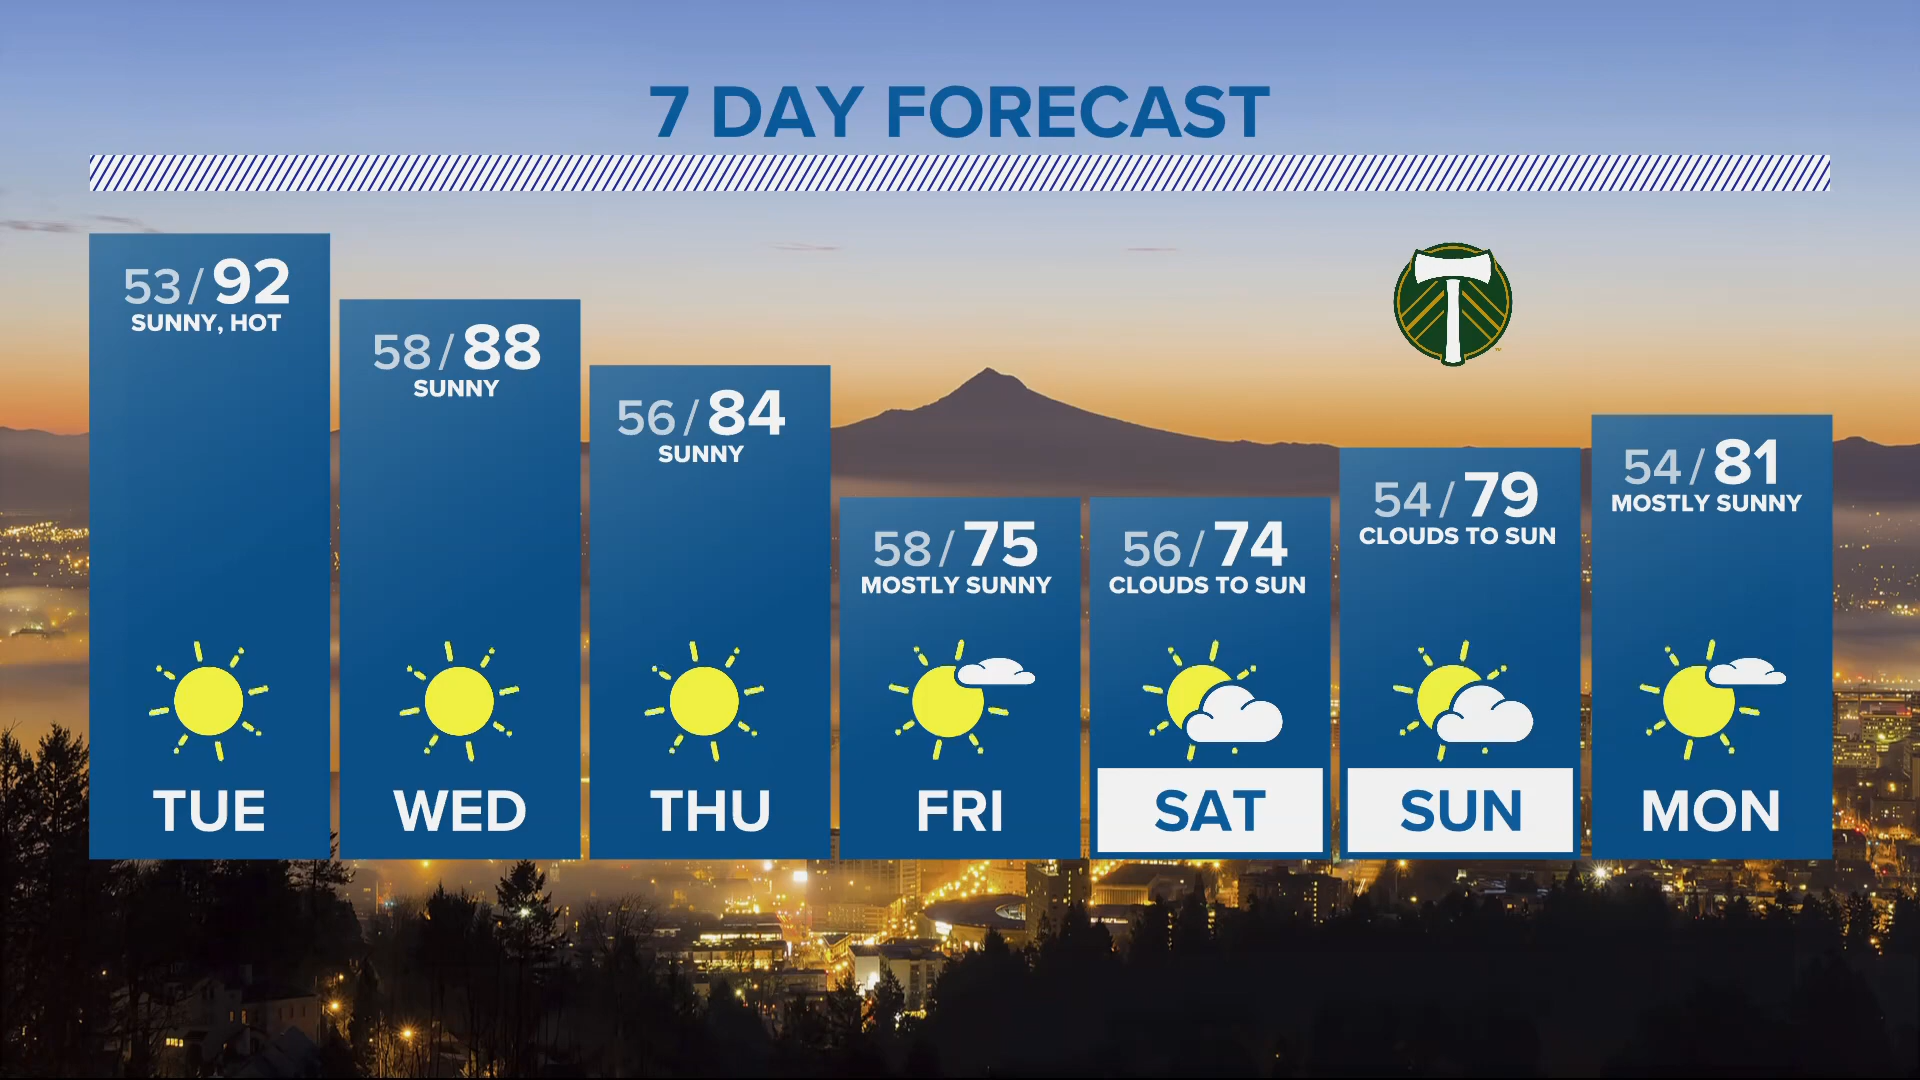 7 DAY FORECAST
53/92
SUNNY, HOT
TUE
58/88
SUNNY
WED
56/84
SUNNY
THU
58/75
MOSTLY SUNNY
FRI
56/74
CLOUDS TO SUN
SAT
54/79
CLOUDS TO SUN
SUN
54/81
MOSTLY SUNNY
MON